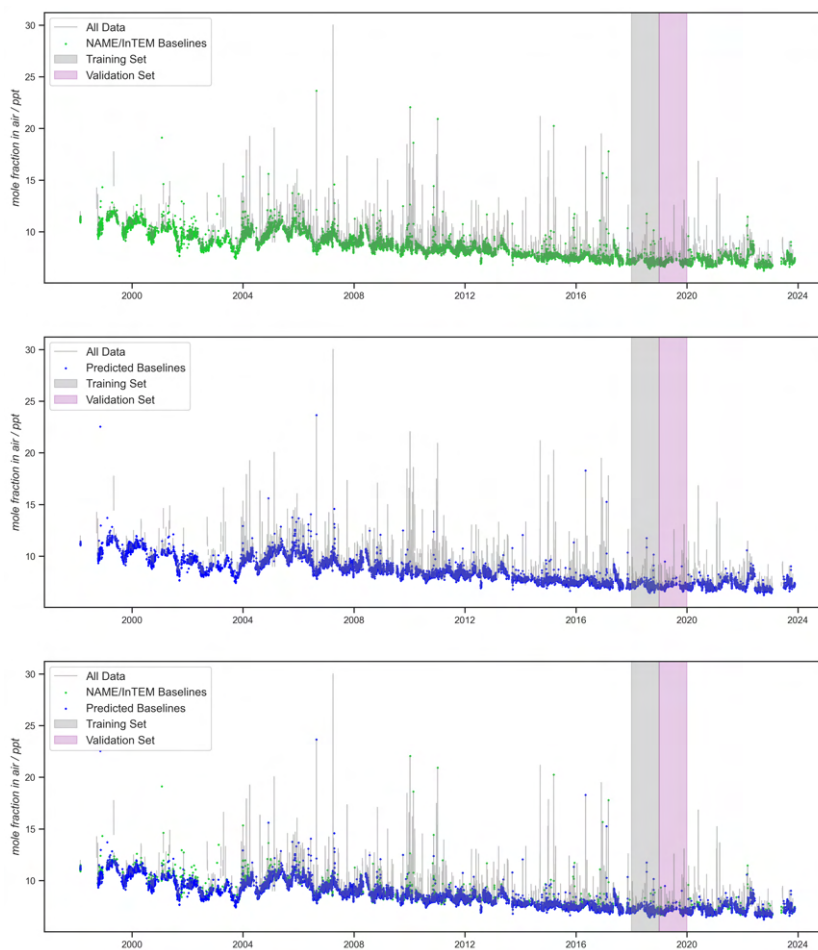 All Data
NAME/InTEM Baselines
Training Set
Validation Set
mole fraction in air / ppt
30
25
20
15
10
2000
2004
2008
2012
2016
2020
2024
All Data
Predicted Baselines
Training Set
Validation Set
mole fraction in air / ppt
30
25
20
15
10
2000
2004
2008
2012
2016
2020
2024
All Data
NAME/InTEM Baselines
Predicted Baselines
Training Set
Validation Set
mole fraction in air / ppt
30
25
20
15
10
2000
2004
2008
2012
2016
2020
2024